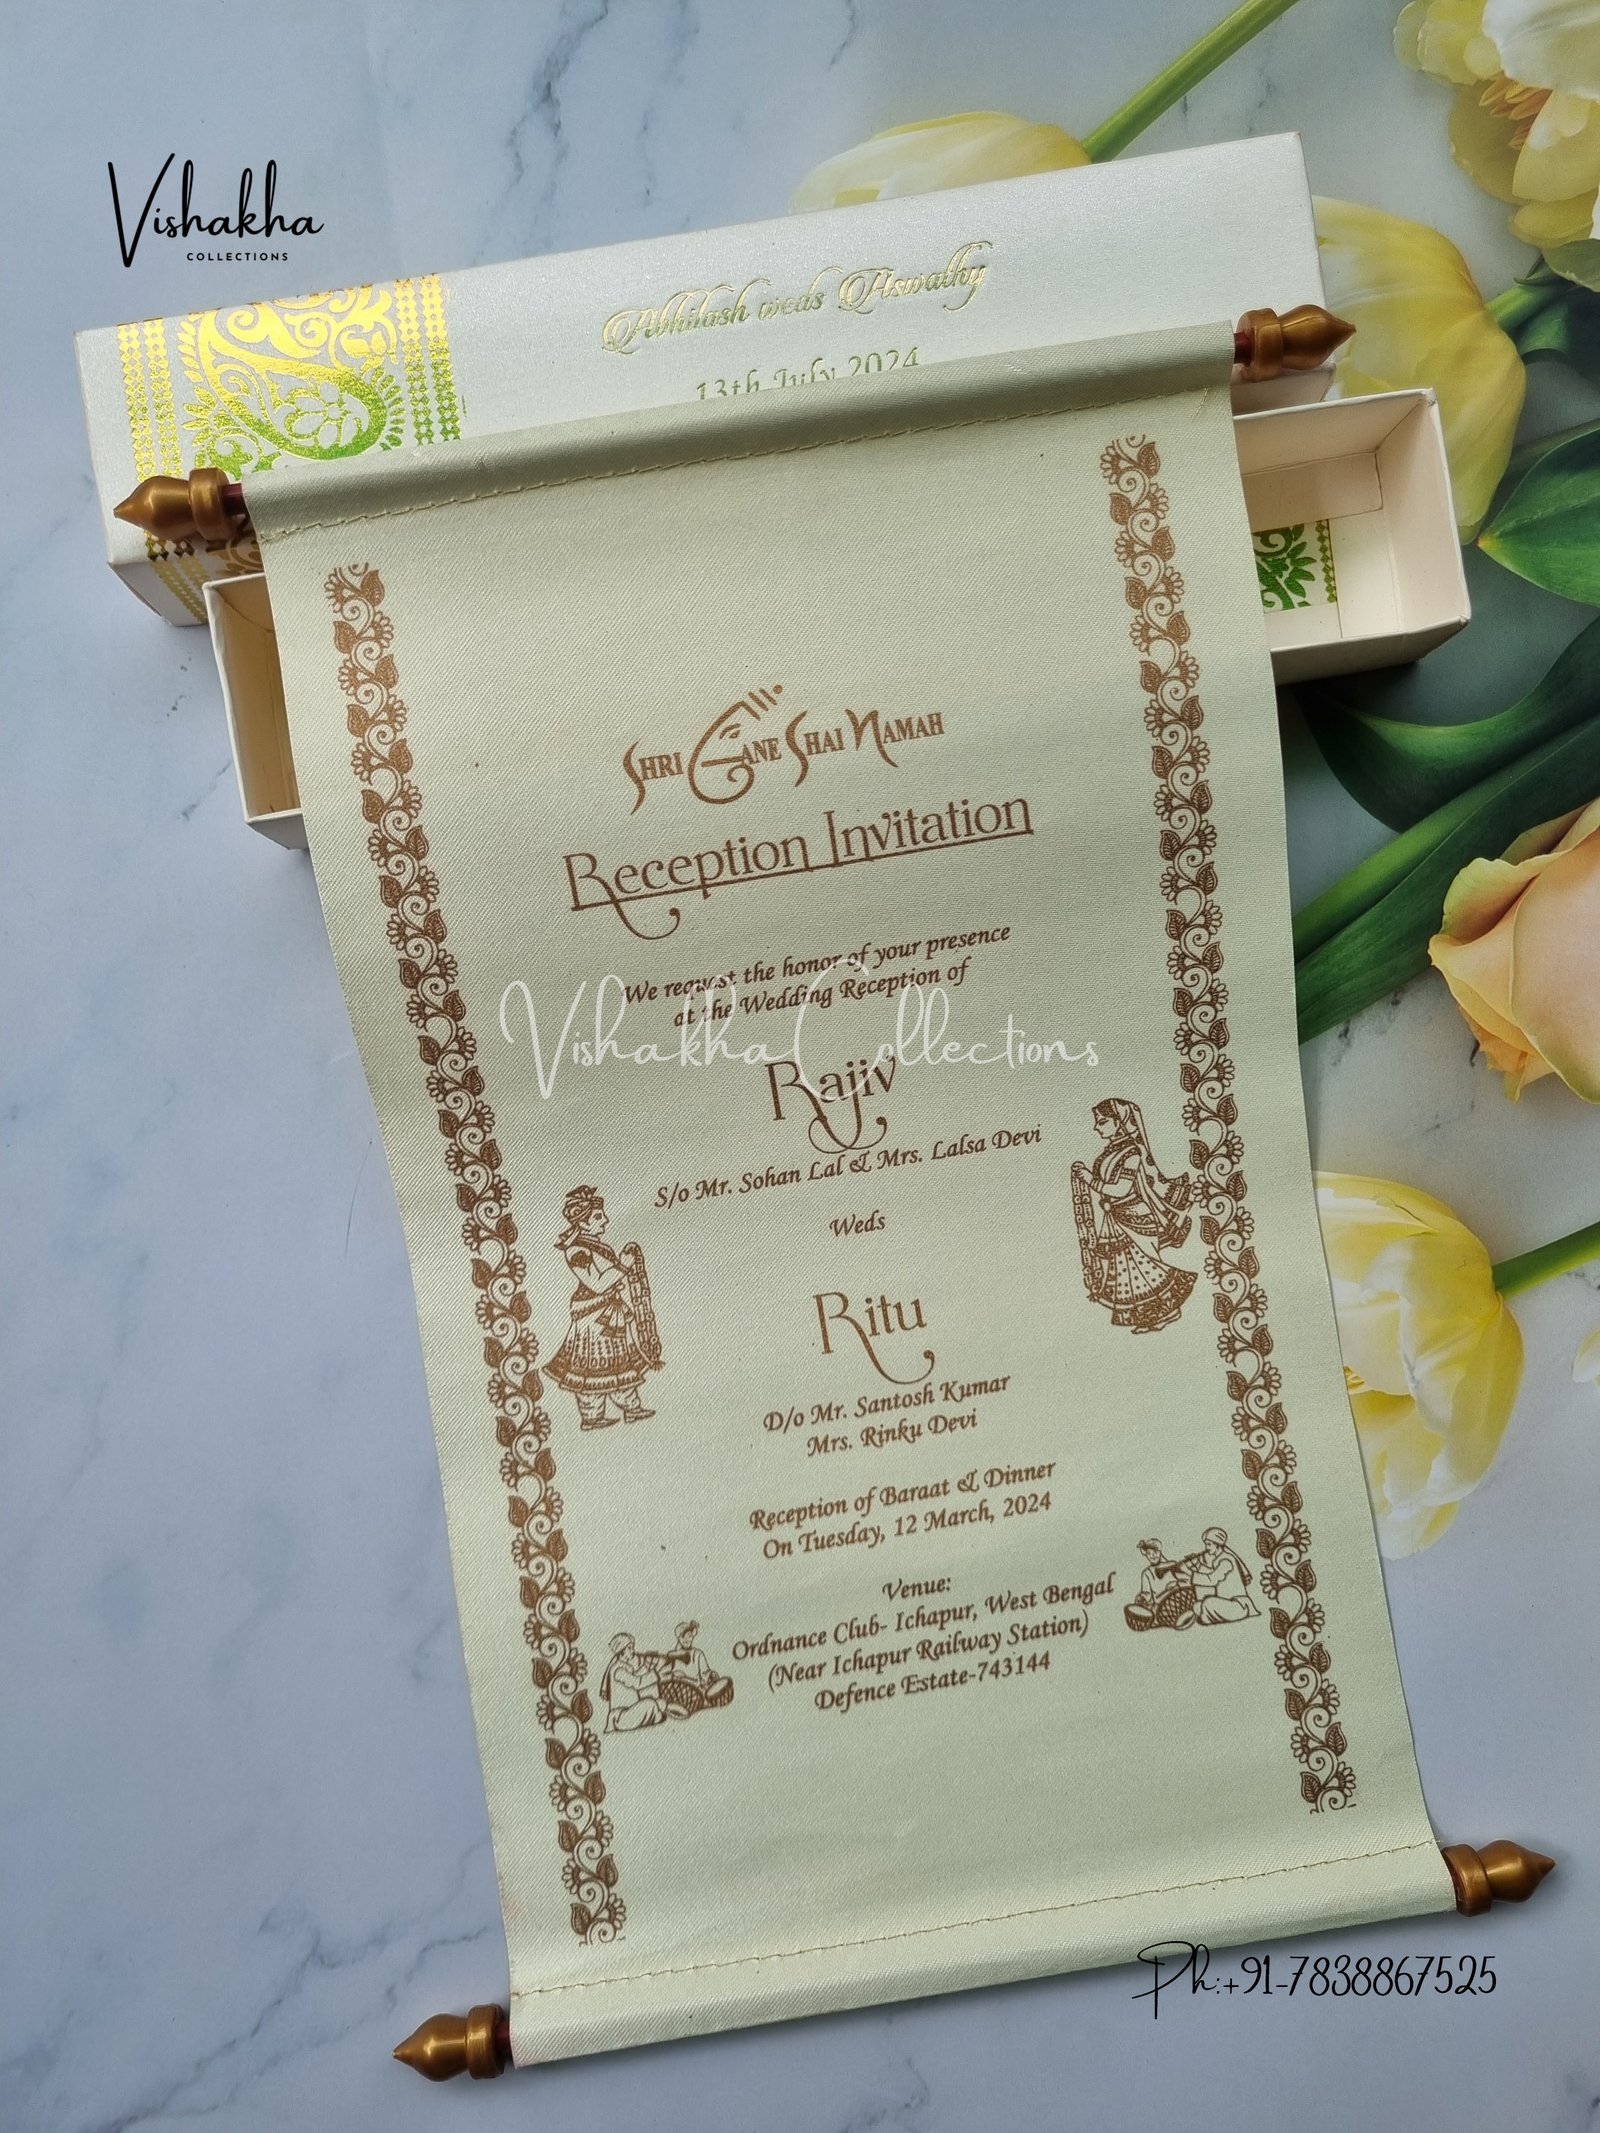 Vishakha
COLLECTIONS
Abhilash weds Aswathy
13th July 2024
SHRI GANE SHAI NAMAH
Reception Invitation
We request the honor of your presence
at the Wedding Reception of
Vishakha Collections
Rajiv
S/o Mr. Sohan Lal & Mrs. Lalsa Devi
Weds
Ritu
D/o Mr. Santosh Kumar
Mrs. Rinku Devi
Reception of Baraat & Dinner
On Tuesday, 12 March, 2024
Venue:
Ordnance Club- Ichapur, West Bengal
(Near Ichapur Railway Station)
Defence Estate-743144
Ph:+91-7838867525